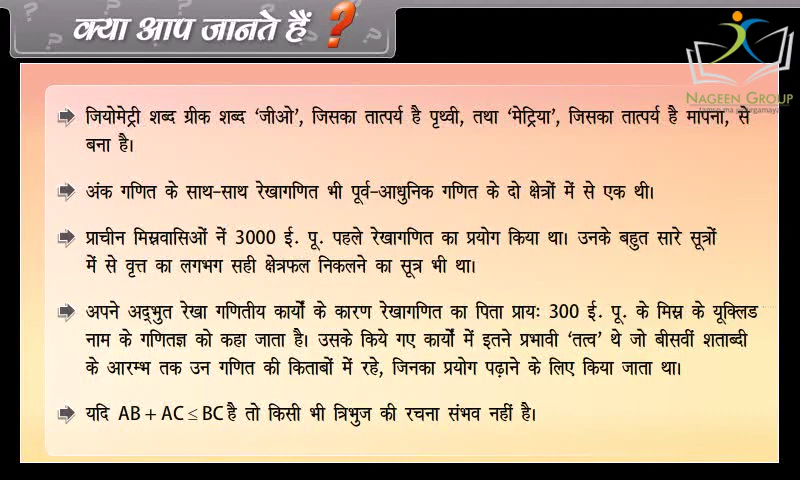 क्या आप जानते हैं ?
NAGEEN GROUP
जियोमेट्री शब्द ग्रीक शब्द ‘जीओ’, जिसका तात्पर्य है पृथ्वी, तथा ‘मेट्रिया’, जिसका तात्पर्य है मापना, से
बना है।
अंक गणित के साथ-साथ रेखागणित भी पूर्व-आधुनिक गणित के दो क्षेत्रों में से एक थी।
प्राचीन मिस्रवासिओं नें 3000 ई. पू. पहले रेखागणित का प्रयोग किया था। उनके बहुत सारे सूत्रों
में से वृत्त का लगभग सही क्षेत्रफल निकलने का सूत्र भी था।
अपने अद्‌भुत रेखा गणितीय कार्यों के कारण रेखागणित का पिता प्रायः 300 ई. पू. के मिस्र के यूक्लिड
नाम के गणितज्ञ को कहा जाता है। उसके किये गए कार्यों में इतने प्रभावी ‘तत्व’ थे जो बीसवीं शताब्दी
के आरम्भ तक उन गणित की किताबों में रहे, जिनका प्रयोग पढ़ाने के लिए किया जाता था।
यदि AB + AC ≤ BC है तो किसी भी त्रिभुज की रचना संभव नहीं है।